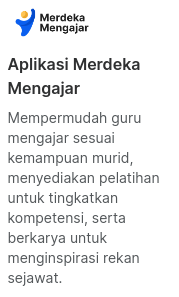 Merdeka
Mengajar
Aplikasi Merdeka
Mengajar
Mempermudah guru
mengajar sesuai
kemampuan murid,
menyediakan pelatihan
untuk tingkatkan
kompetensi, serta
berkarya untuk
menginspirasi rekan
sejawat.